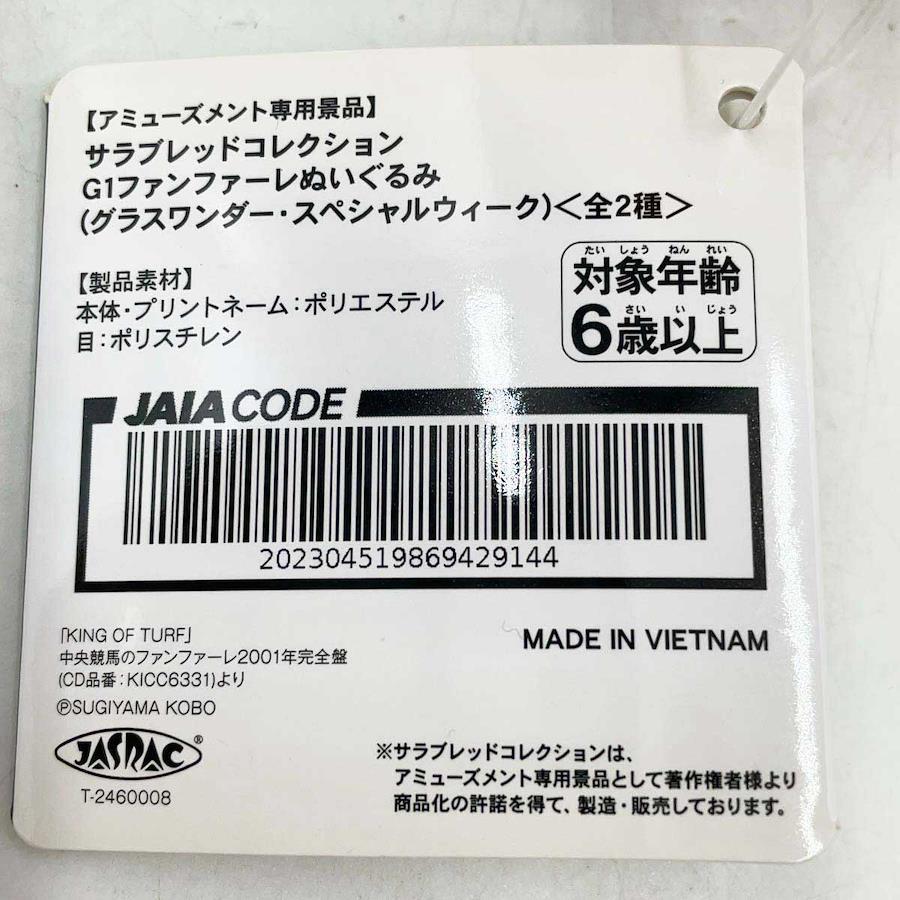 【アミューズメント専用景品】
サラブレッドコレクション
G1ファンファーレぬいぐるみ
(グラスワンダー・スペシャルウィーク)＜全2種＞
【製品素材】
本体・プリントネーム：ポリエステル
目：ポリスチレン
たい しょう ねん れい
対象年齢
さい い じょう
6歳以上
JAIA CODE
202304519869429144
「KING OF TURF」
中央競馬のファンファーレ2001年完全盤
(CD品番：KICC6331)より
ⓅSUGIYAMA KOBO
MADE IN VIETNAM
JASRAC®
T-2460008
※サラブレッドコレクションは、
アミューズメント専用景品として著作権者様より
商品化の許諾を得て、製造・販売しております。